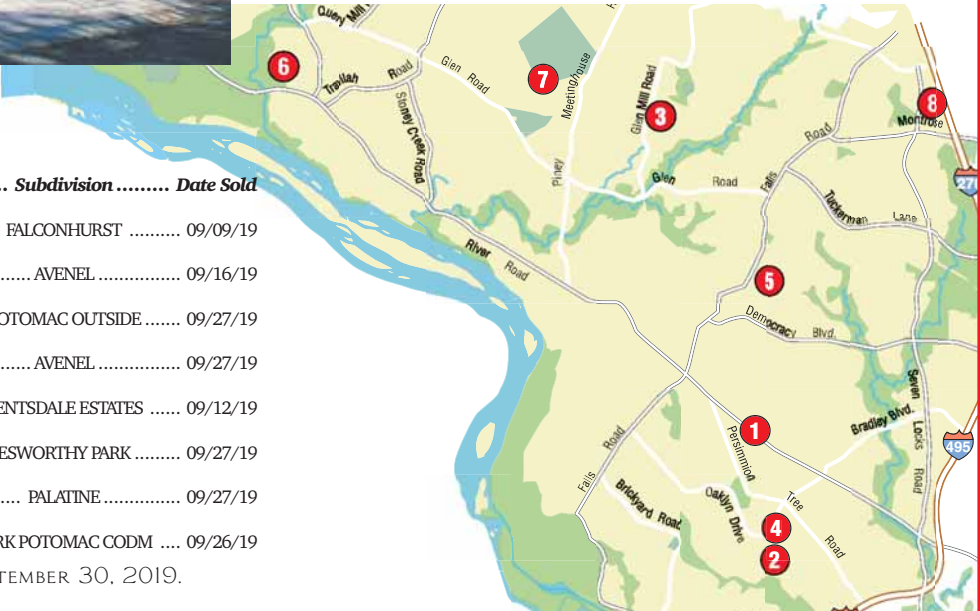 .. Subdivision ......... Date Sold
FALCONHURST .......... 09/09/19
...... AVENEL ................ 09/16/19
OTOMAC OUTSIDE ....... 09/27/19
...... AVENEL ................ 09/27/19
ENTSDALE ESTATES ...... 09/12/19
ESWORTHY PARK ......... 09/27/19
.... PALATINE ............... 09/27/19
RK POTOMAC CODM .... 09/26/19
TEMBER 30, 2019.
Query Mill R
6
Travilah Road
Glen Road
Stoney Creek Road
7
Piney Meetinghouse
Glen Mill Road
3
8
Montrose
270
Glen Road
Falls Road
Tuckerman Lane
River Road
5
Democracy Blvd.
Seven Locks Road
Bradley Blvd.
495
1
Persimmion Tree Road
Falls Road
Brickyard Road
Oaklyn Drive
4
2